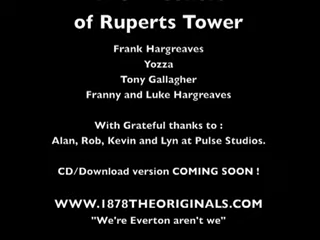 of Ruperts Tower
Frank Hargreaves
Yozza
Tony Gallagher
Franny and Luke Hargreaves
With Grateful thanks to :
Alan, Rob, Kevin and Lyn at Pulse Studios.
CD/Download version COMING SOON !
WWW.1878THEORIGINALS.COM
"We're Everton aren't we"